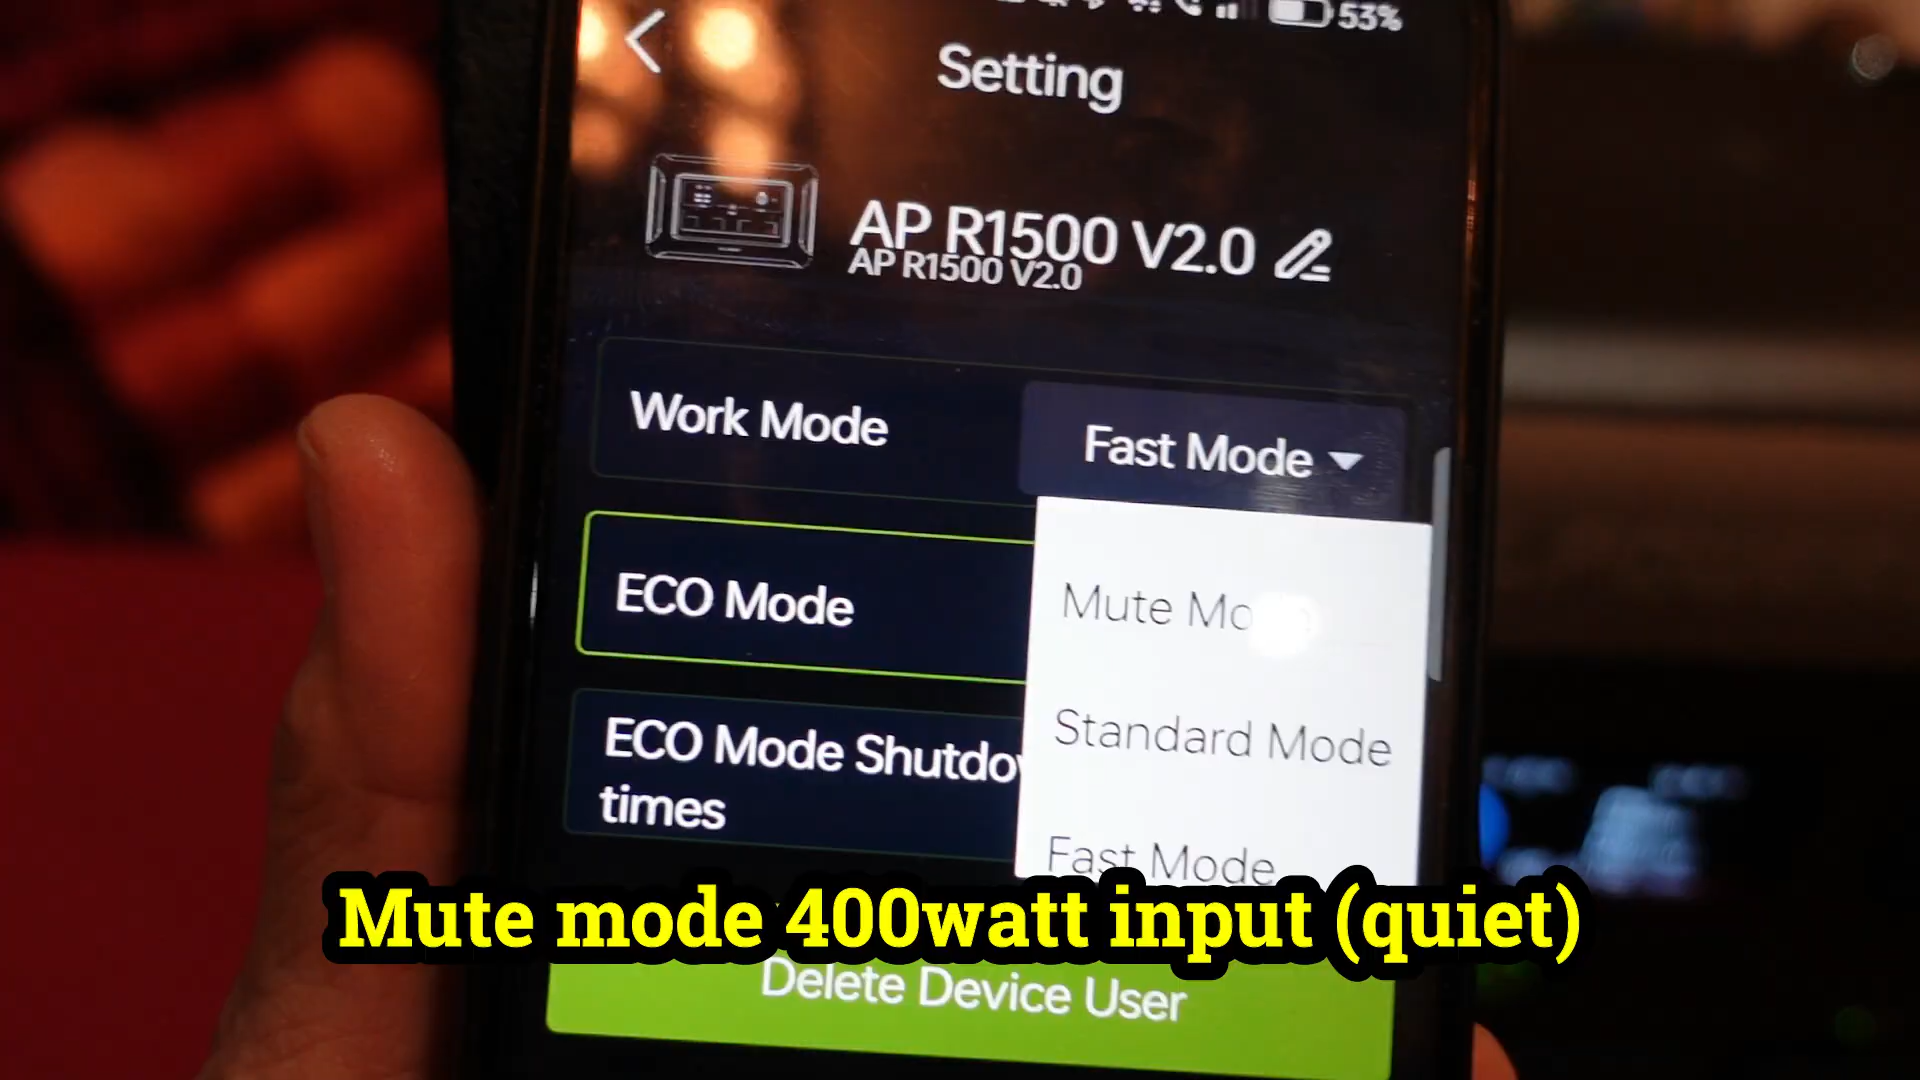 53%
Setting
AP R1500 V2.0
AP R1500 V2.0
Work Mode
Fast Mode
Mute Mo
ECO Mode
Standard Mode
ECO Mode Shutdo
times
Fast Mode
Mute mode 400watt input (quiet)
Delete Device User